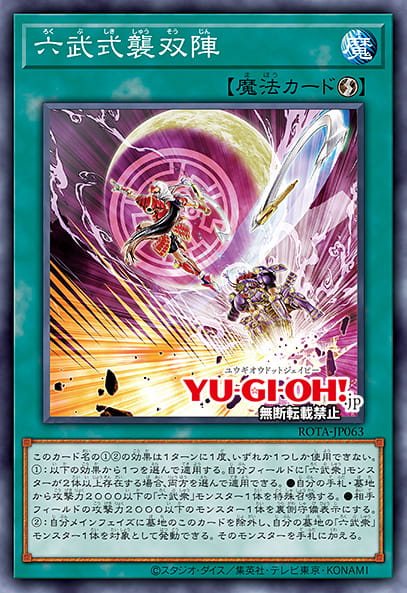 六武式襲双陣
【魔法カード】
魔
ユウギオウドットジェイピー
YU-GI-OH!.jp
無断転載禁止
ROTA-JP063
このカード名の①②の効果は1ターンに1度、いずれか1つしか使用できない。
①：以下の効果から1つを選んで適用する。自分フィールドに「六武衆」モンス
ターが2体以上存在する場合、両方を選んで適用できる。●自分の手札・墓地
から攻撃力2000以下の「六武衆」モンスター1体を特殊召喚する。●相手
フィールドの攻撃力2000以下のモンスター1体を裏側守備表示にする。
②：自分メインフェイズに墓地のこのカードを除外し、自分の墓地の「六武衆」
モンスター1体を対象として発動できる。そのモンスターを手札に加える。
©スタジオ・ダイス／集英社・テレビ東京・KONAMI